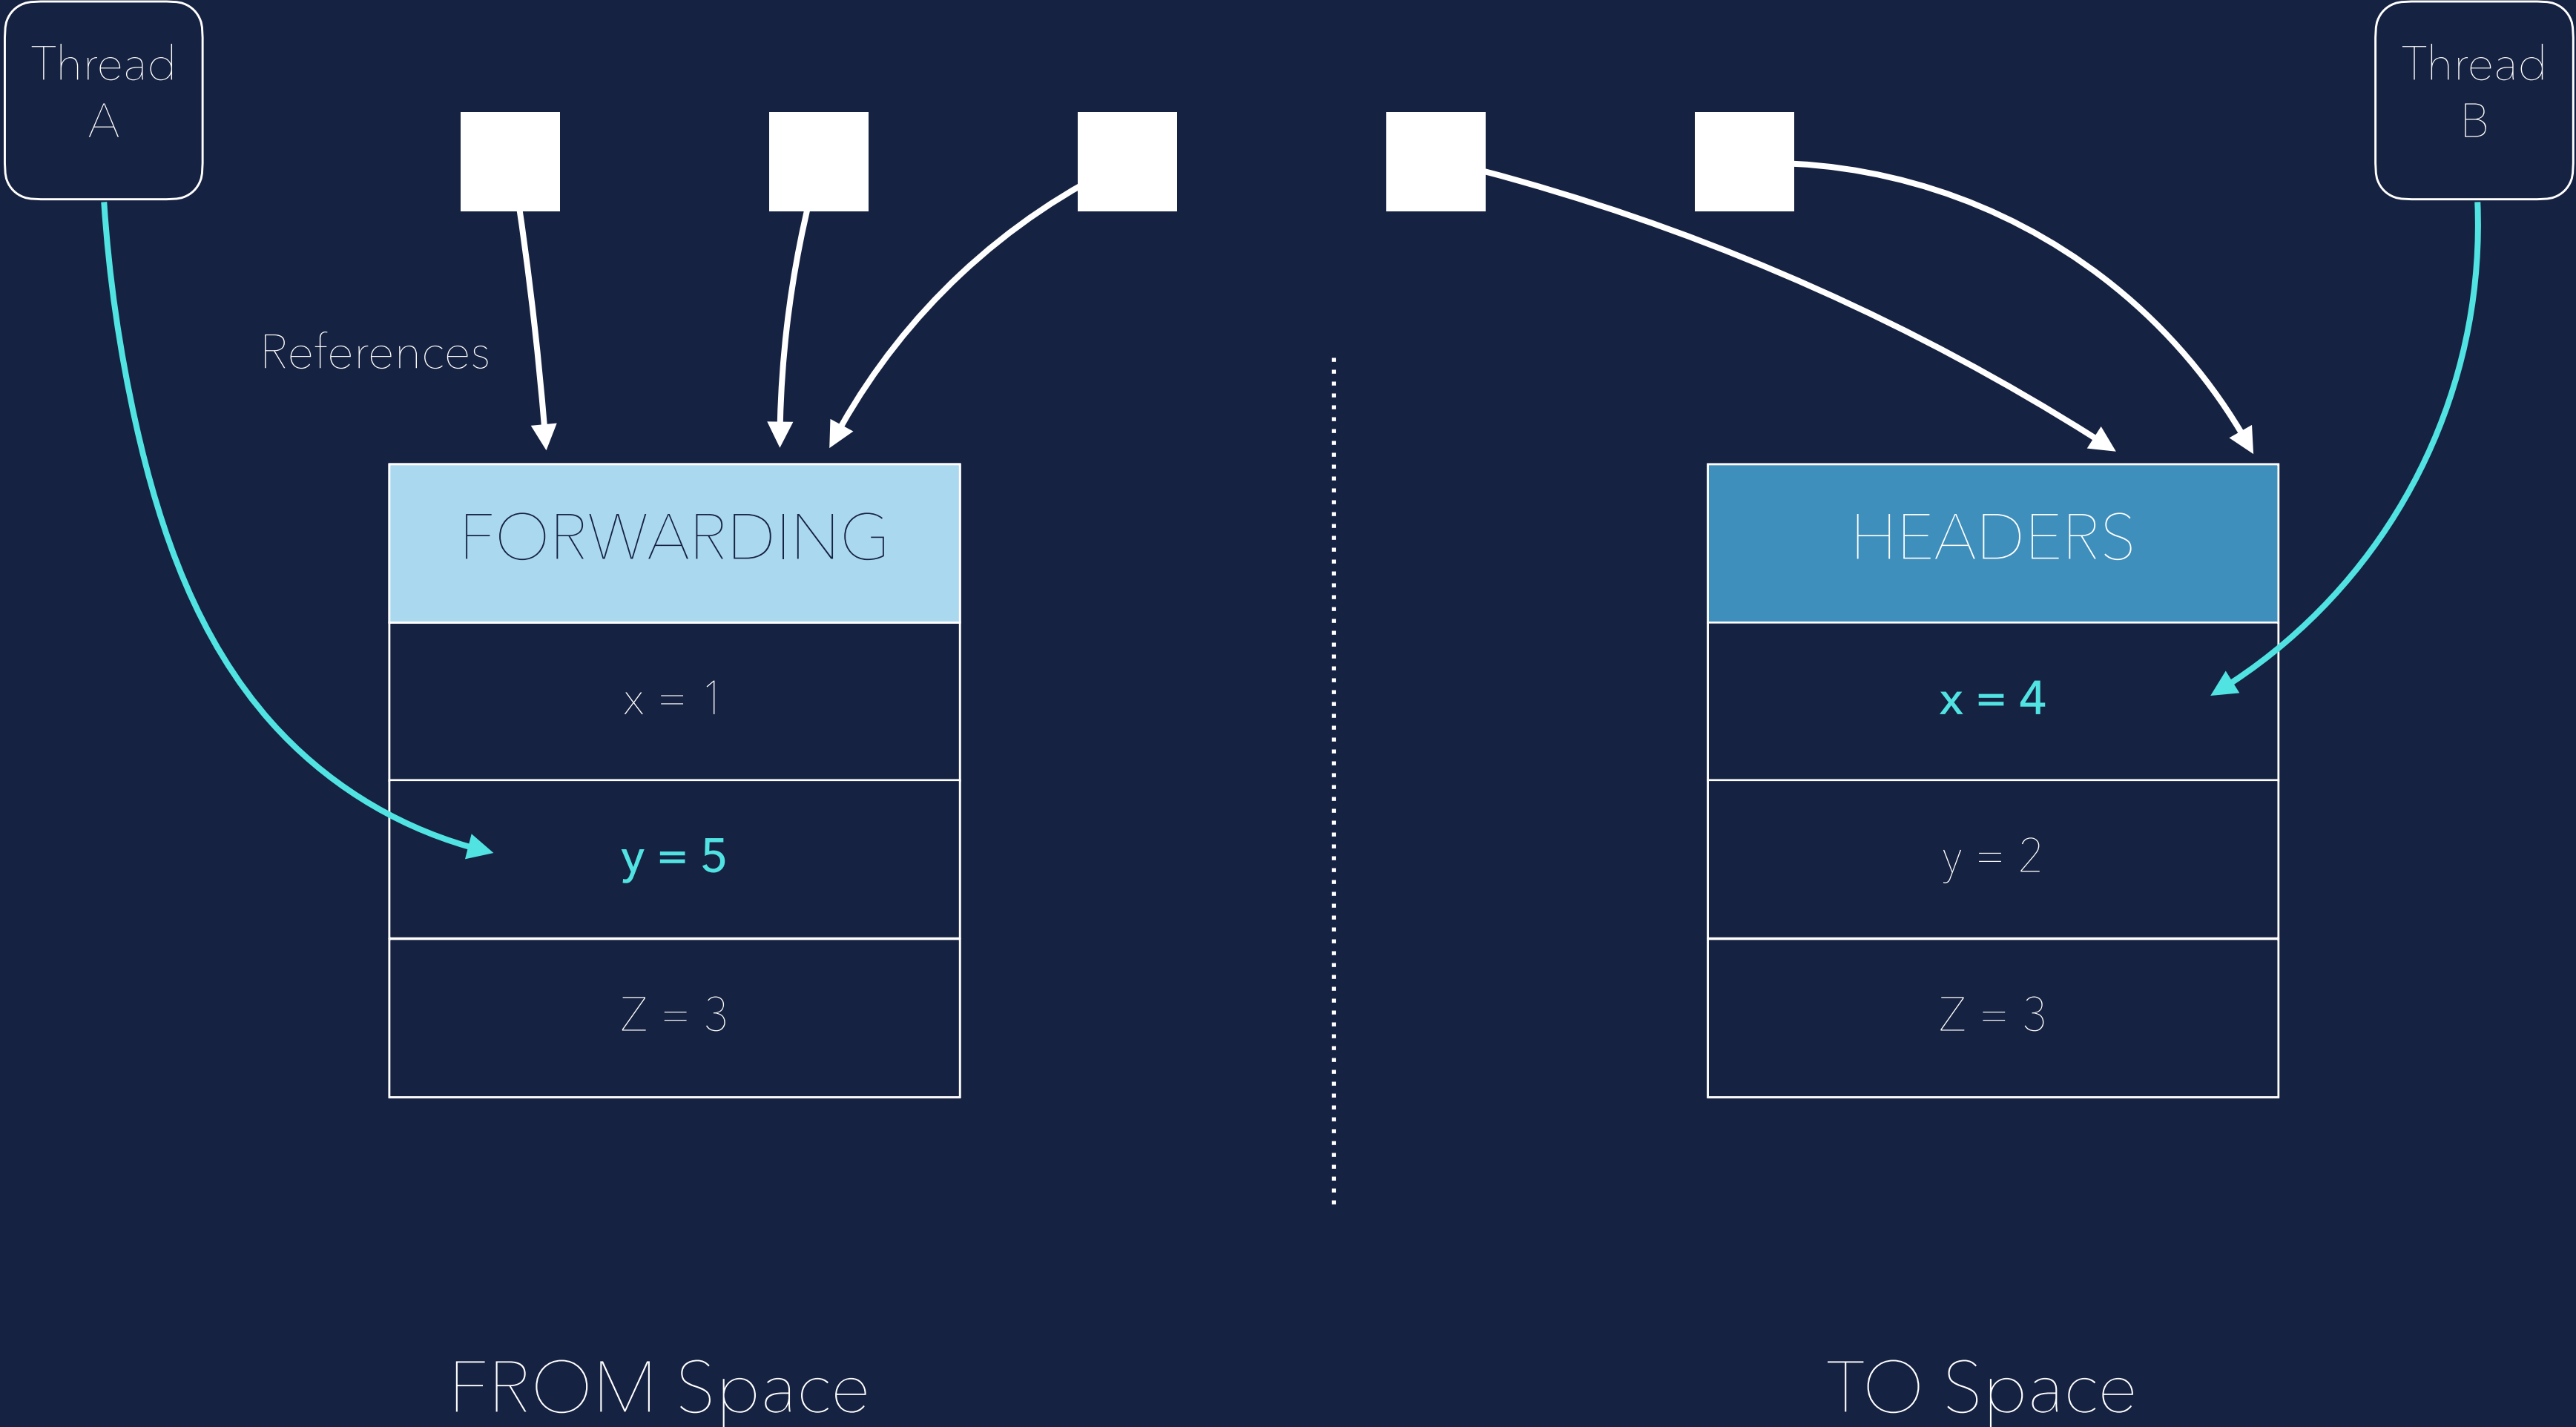 Thread
A
Thread
B
References
FORWARDING
x = 1
y = 5
Z = 3
HEADERS
x = 4
y = 2
Z = 3
FROM Space
TO Space